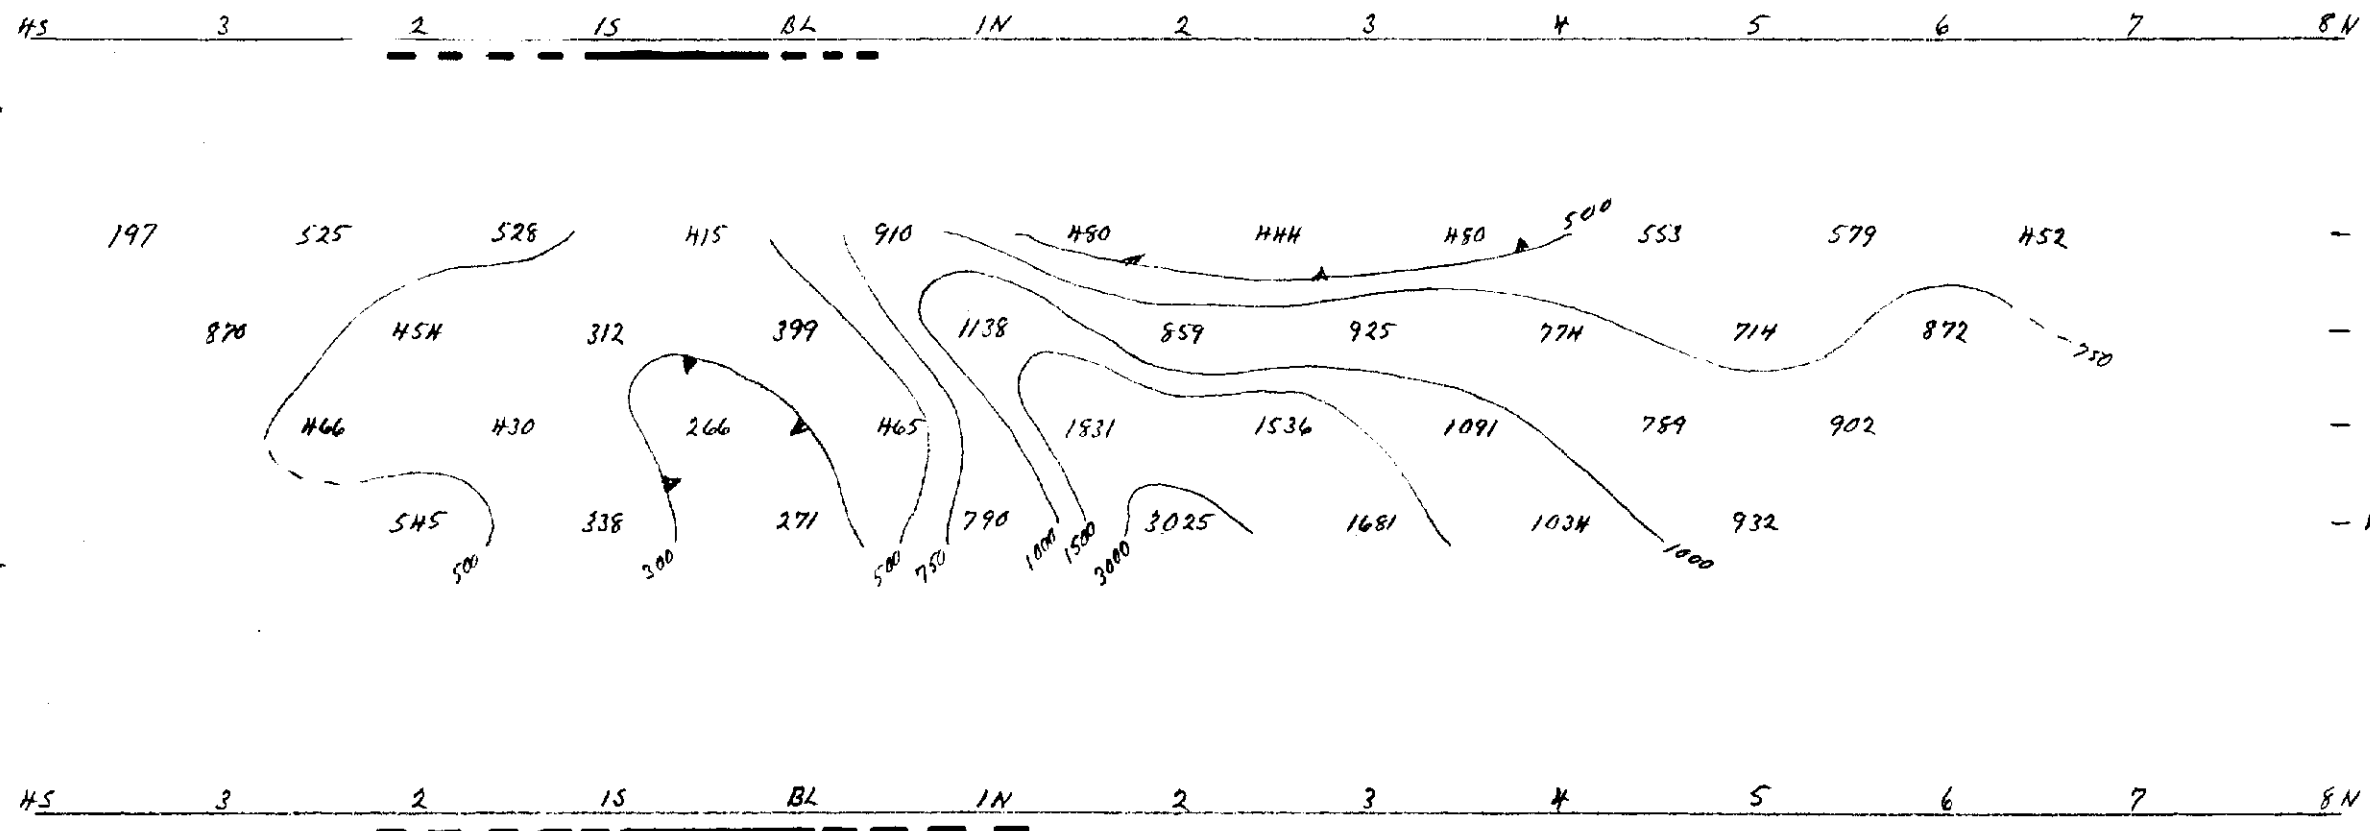 4S 3 2 1S BL 1N 2 3 4 5 6 7 8N
500
197 525 528 415 910 480 444 480 553 579 452 -
870 454 312 399 1138 859 925 774 714 872 -
750
466 430 266 465 1831 1536 1091 789 902 -
545 338 271 790 3025 1681 1034 932 -
500 300 500 750 1000 1500 3000 1000
4S 3 2 1S BL 1N 2 3 4 5 6 7 8N